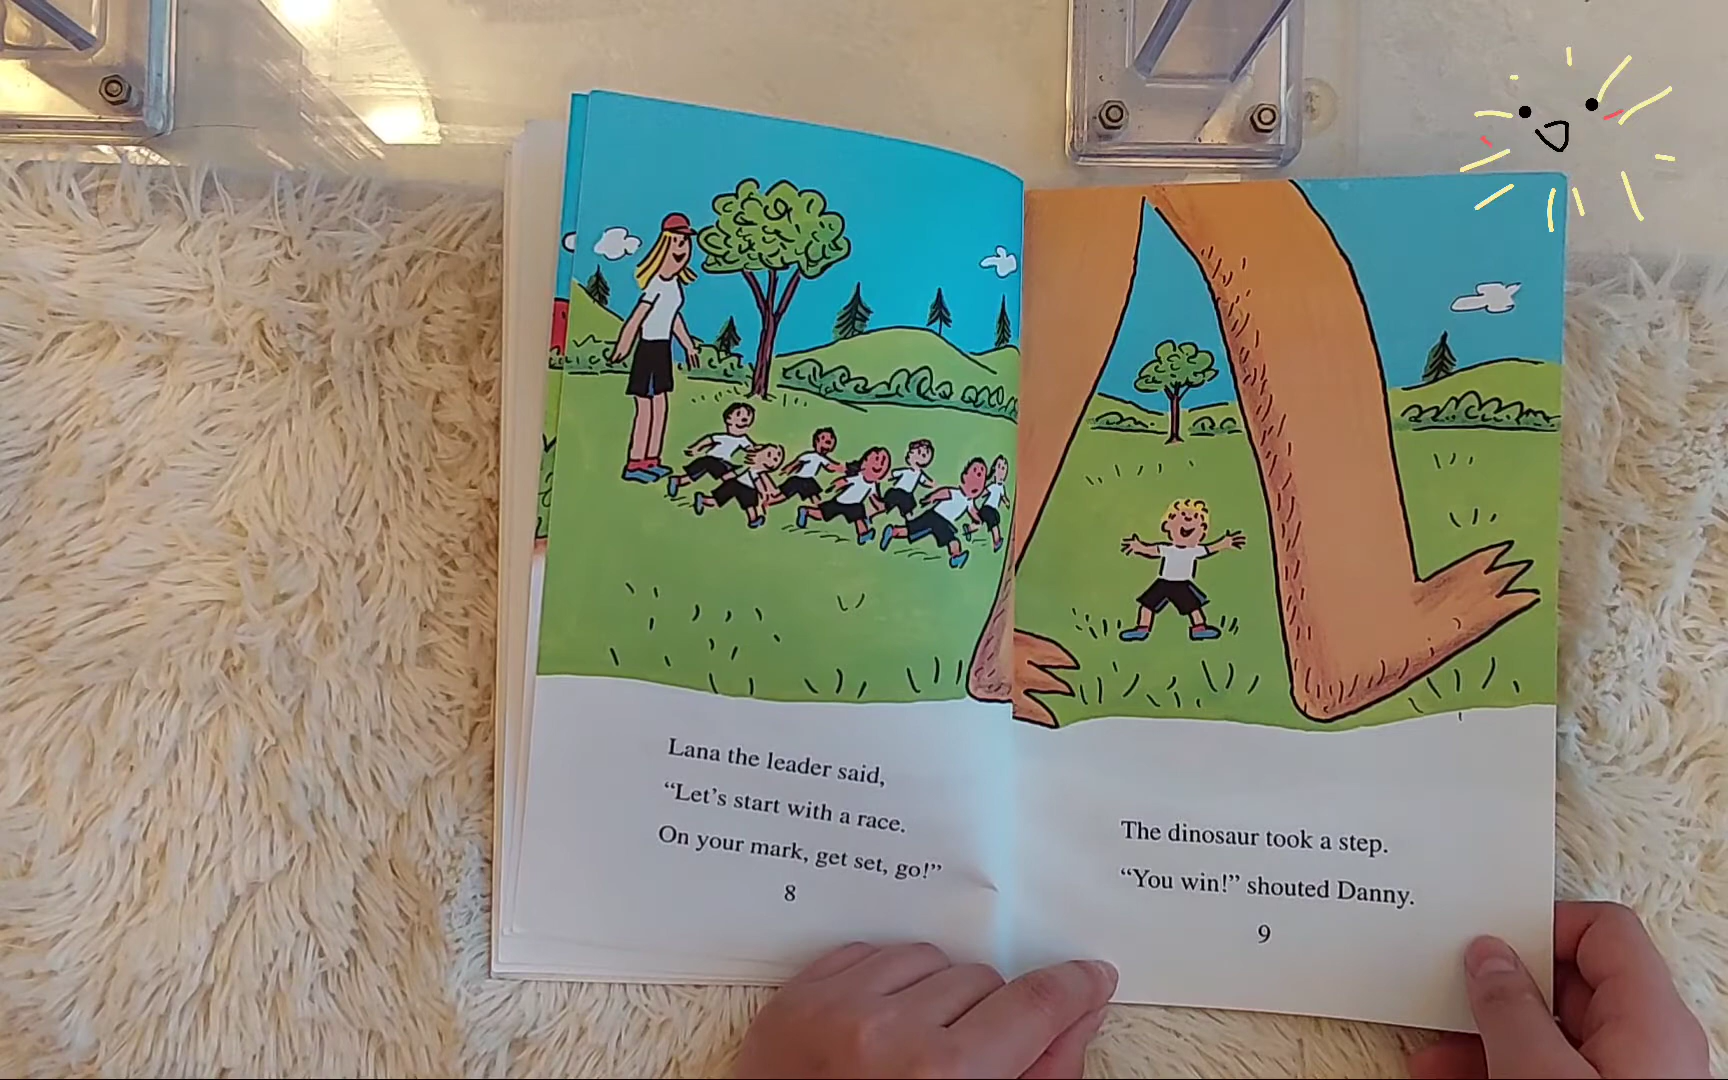 Lana the leader said,
“Let’s start with a race.
On your mark, get set, go!”
8
The dinosaur took a step.
“You win!” shouted Danny.
9